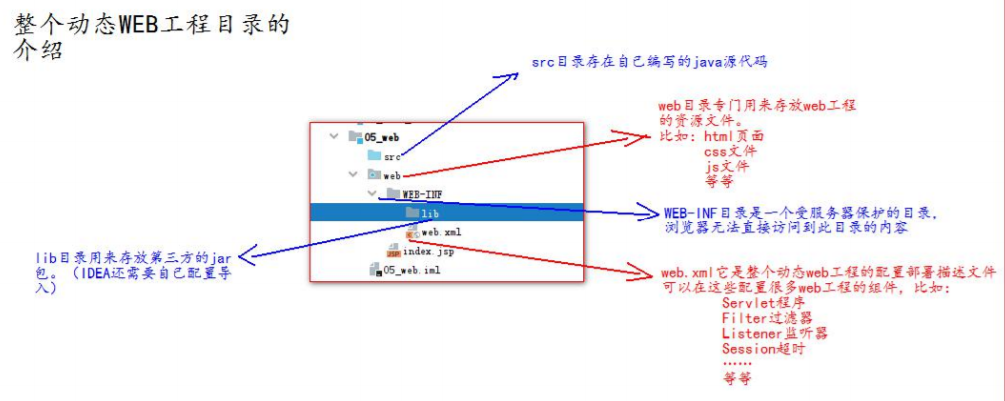 整个动态WEB工程目录的
介绍
src目录存在自己编写的java源代码
web目录专门用来存放web工程
的资源文件。
比如: html页面
css文件
js文件
等等
05_web
src
web
WEB-INF
lib
web.xml
index.jsp
05_web.iml
WEB-INF目录是一个受服务器保护的目录,
浏览器无法直接访问到此目录的内容
lib目录用来存放第三方的jar
包。（IDEA还需要自己配置导
入）
web.xml它是整个动态web工程的配置部署描述文件
可以在这些配置很多web工程的组件, 比如:
Servlet程序
Filter过滤器
Listener监听器
Session超时
……
等等